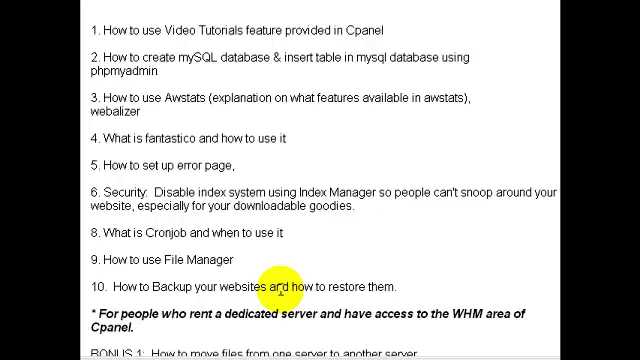 1. How to use Video Tutorials feature provided in Cpanel
2. How to create mySQL database & insert table in mysql database using
phpmyadmin
3. How to use Awstats (explanation on what features available in awstats),
webalizer
4. What is fantastico and how to use it
5. How to set up error page,
6. Security:  Disable index system using Index Manager so people can't snoop around your
website, especially for your downloadable goodies.
8. What is Cronjob and when to use it
9. How to use File Manager
10.  How to Backup your websites and how to restore them.
* For people who rent a dedicated server and have access to the WHM area of
Cpanel.
BONUS 1:  How to move files from one server to another server